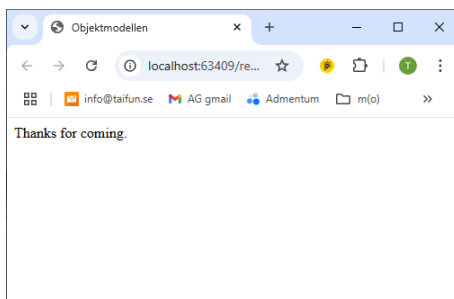 Objektmodellen
localhost:63409/re...
T
info@taifun.se AG gmail Admentum m(o) »
Thanks for coming.